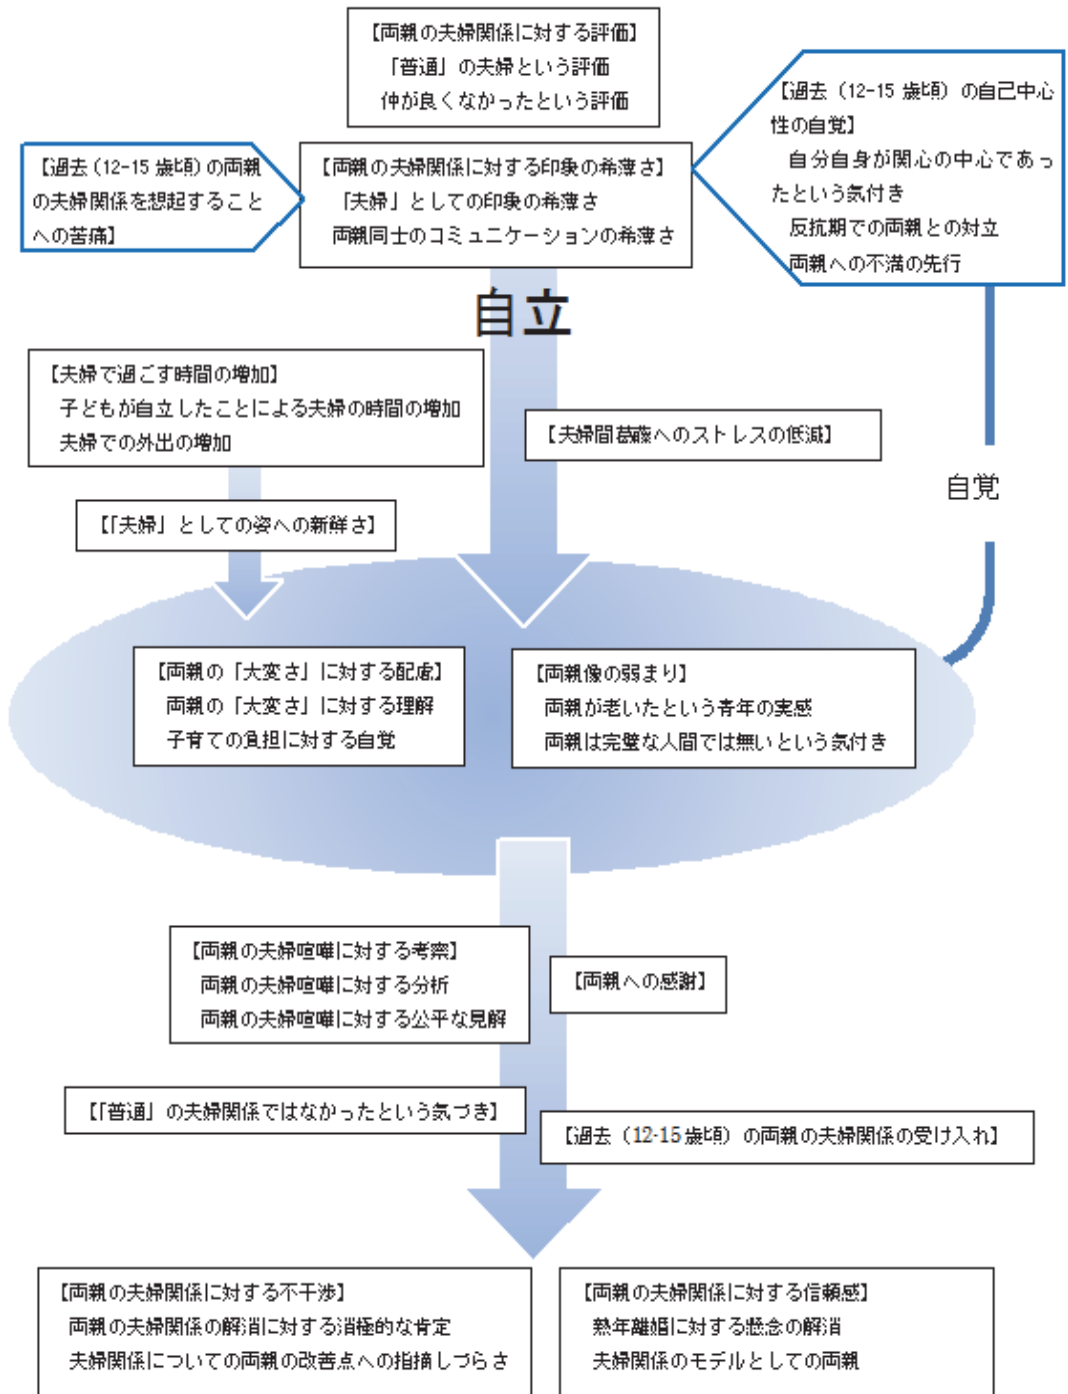 【両親の夫婦関係に対する評価】
「普通」の夫婦という評価
仲が良くなかったという評価
【過去（12-15 歳頃）の両親
の夫婦関係を想起すること
への苦痛】
【両親の夫婦関係に対する印象の希薄さ】
「夫婦」としての印象の希薄さ
両親同士のコミュニケーションの希薄さ
【過去（12-15 歳頃）の自己中心
性の自覚】
自分自身が関心の中心であっ
たという気付き
反抗期での両親との対立
両親への不満の先行
自立
【夫婦で過ごす時間の増加】
子どもが自立したことによる夫婦の時間の増加
夫婦での外出の増加
【夫婦間葛藤へのストレスの低減】
自覚
【「夫婦」としての姿への新鮮さ】
【両親の「大変さ」に対する配慮】
両親の「大変さ」に対する理解
子育ての負担に対する自覚
【両親像の弱まり】
両親が老いたという青年の実感
両親は完璧な人間では無いという気付き
【両親の夫婦喧嘩に対する考察】
両親の夫婦喧嘩に対する分析
両親の夫婦喧嘩に対する公平な見解
【両親への感謝】
【「普通」の夫婦関係ではなかったという気づき】
【過去（12-15歳頃）の両親の夫婦関係の受け入れ】
【両親の夫婦関係に対する不干渉】
両親の夫婦関係の解消に対する消極的な肯定
夫婦関係についての両親の改善点への指摘しづらさ
【両親の夫婦関係に対する信頼感】
熟年離婚に対する懸念の解消
夫婦関係のモデルとしての両親